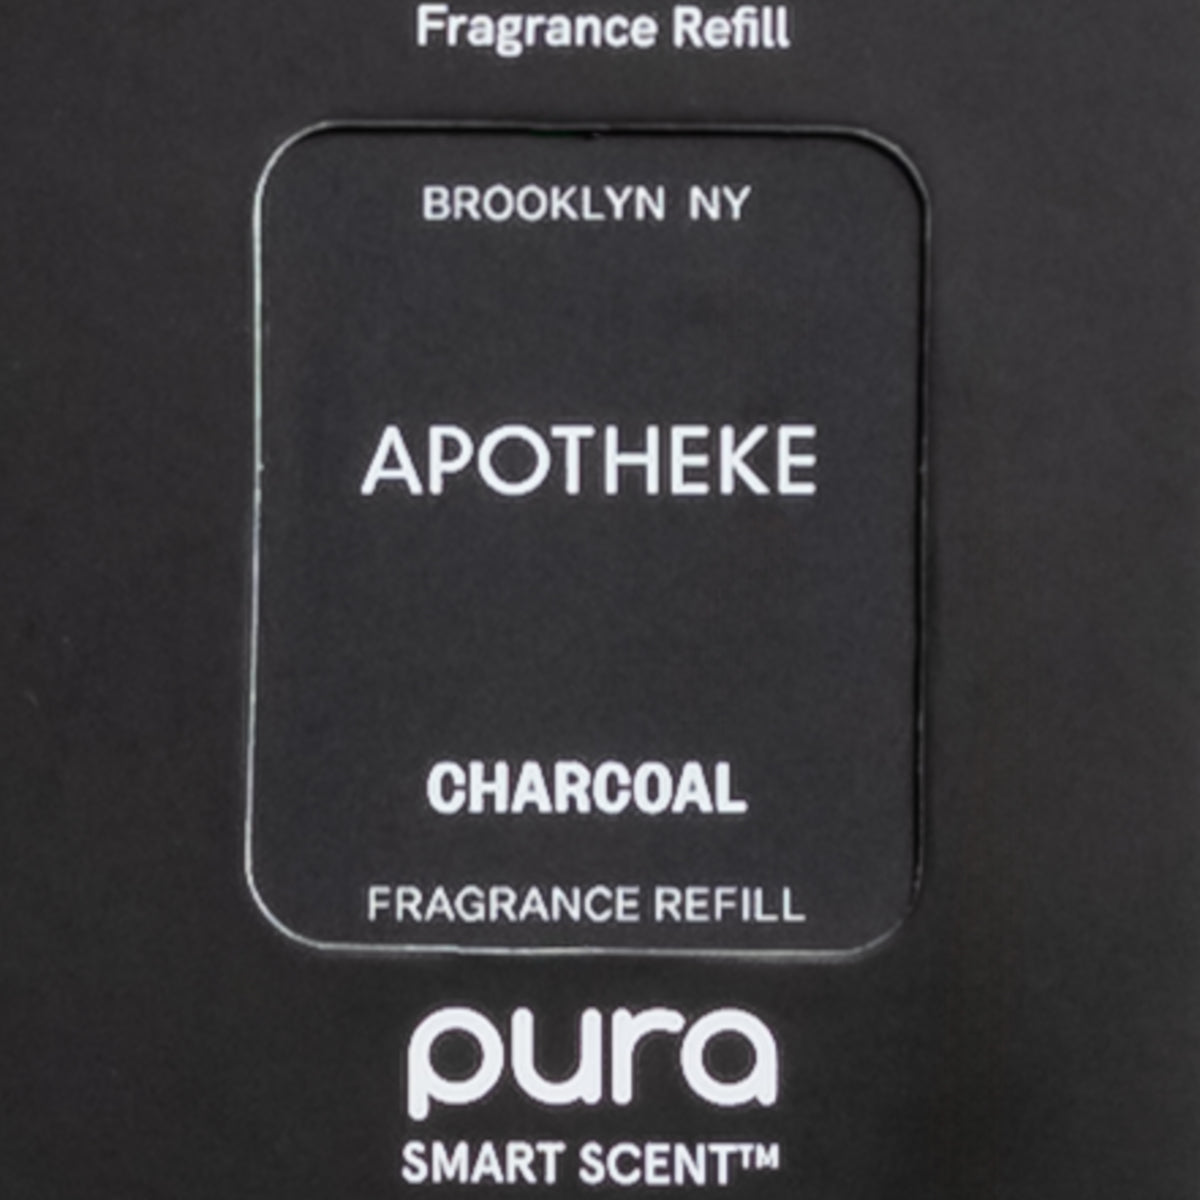 Fragrance Refill
BROOKLYN NY
APOTHEKE
CHARCOAL
FRAGRANCE REFILL
pura
SMART SCENT™